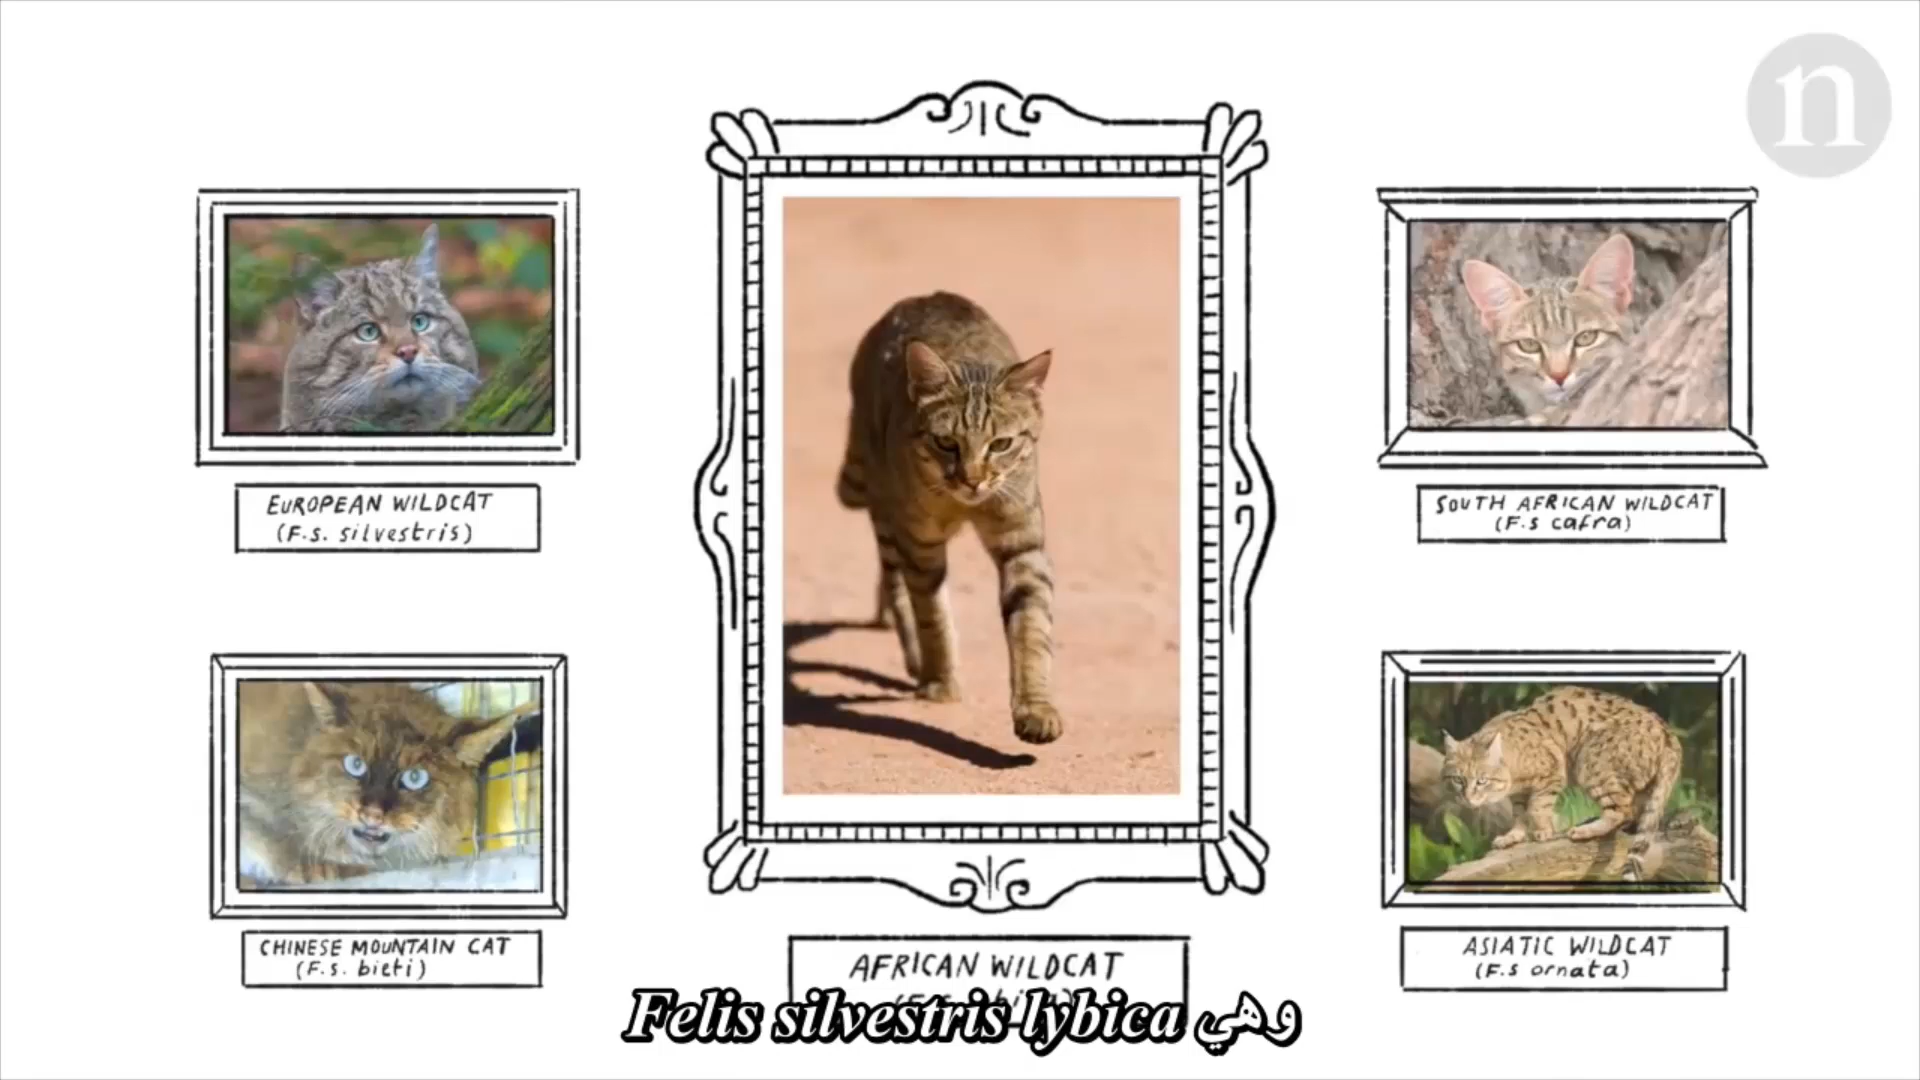 n
EUROPEAN WILDCAT
(F.s. silvestris)
SOUTH AFRICAN WILDCAT
(F.s cafra)
CHINESE MOUNTAIN CAT
(F.s. bieti)
AFRICAN WILDCAT
ASIATIC WILDCAT
(F.s ornata)
وهي Felis silvestris lybica